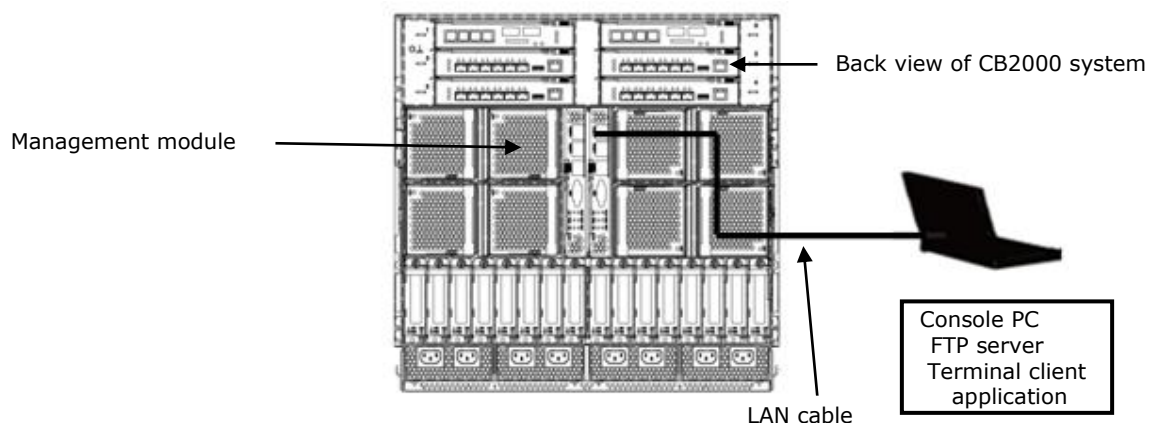 Back view of CB2000 system
Management module
Console PC
FTP server
Terminal client
application
LAN cable